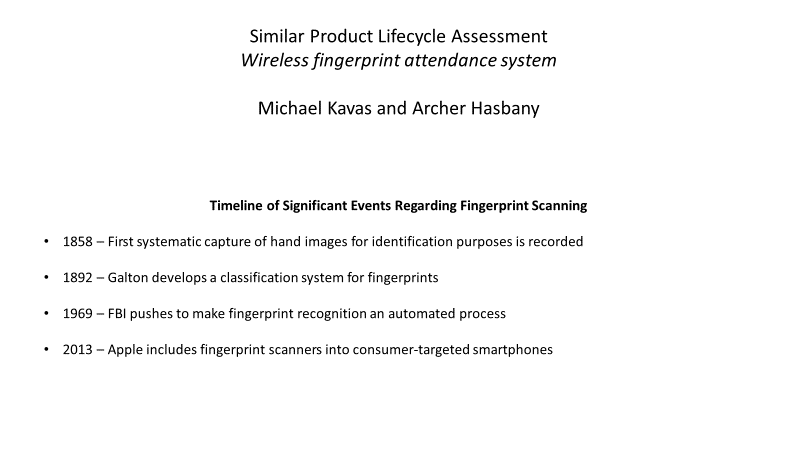 Similar Product Lifecycle Assessment
Wireless fingerprint attendance system
Michael Kavas and Archer Hasbany
Timeline of Significant Events Regarding Fingerprint Scanning
• 1858 – First systematic capture of hand images for identification purposes is recorded
• 1892 – Galton develops a classification system for fingerprints
• 1969 – FBI pushes to make fingerprint recognition an automated process
• 2013 – Apple includes fingerprint scanners into consumer-targeted smartphones